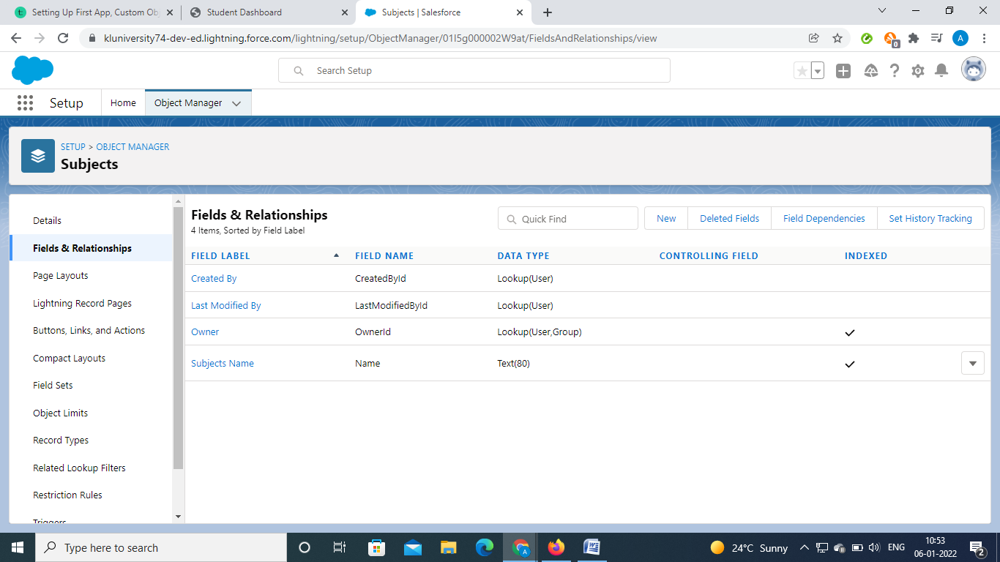 Setting Up First App, Custom Ob
Student Dashboard
Subjects | Salesforce
kluniversity74-dev-ed.lightning.force.com/lightning/setup/ObjectManager/01I5g000002W9at/FieldsAndRelationships/view
0
A
Search Setup
Setup
Home
Object Manager
SETUP > OBJECT MANAGER
Subjects
Details
Fields & Relationships
Page Layouts
Lightning Record Pages
Buttons, Links, and Actions
Compact Layouts
Field Sets
Object Limits
Record Types
Related Lookup Filters
Restriction Rules
Triggers
Fields & Relationships
4 Items, Sorted by Field Label
Quick Find
New
Deleted Fields
Field Dependencies
Set History Tracking
FIELD LABEL FIELD NAME DATA TYPE CONTROLLING FIELD INDEXED
Created By CreatedById Lookup(User)
Last Modified By LastModifiedById Lookup(User)
Owner OwnerId Lookup(User,Group)
Subjects Name Name Text(80)
Type here to search
A
24°C Sunny
ENG
10:53
06-01-2022
2